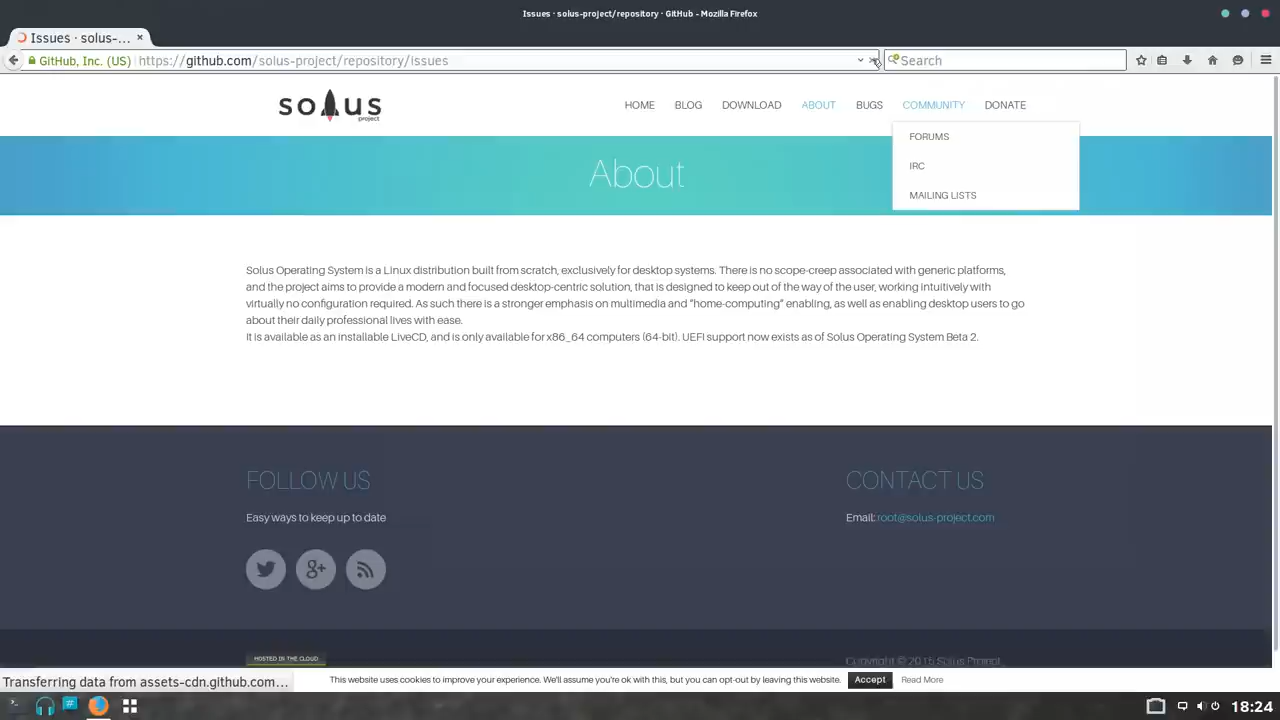 Issues · solus-project/repository · GitHub - Mozilla Firefox
Issues · solus-... ×
GitHub, Inc. (US) https://github.com/solus-project/repository/issues
Search
solus
project
HOME BLOG DOWNLOAD ABOUT BUGS COMMUNITY DONATE
FORUMS
IRC
MAILING LISTS
About
Solus Operating System is a Linux distribution built from scratch, exclusively for desktop systems. There is no scope-creep associated with generic platforms,
and the project aims to provide a modern and focused desktop-centric solution, that is designed to keep out of the way of the user, working intuitively with
virtually no configuration required. As such there is a stronger emphasis on multimedia and “home-computing” enabling, as well as enabling desktop users to go
about their daily professional lives with ease.
It is available as an installable LiveCD, and is only available for x86_64 computers (64-bit). UEFI support now exists as of Solus Operating System Beta 2.
FOLLOW US
Easy ways to keep up to date
g+
CONTACT US
Email: root@solus-project.com
HOSTED IN THE CLOUD
Copyright © 2015 Solus Project
Transferring data from assets-cdn.github.com...
This website uses cookies to improve your experience. We'll assume you're ok with this, but you can opt-out by leaving this website. Accept Read More
18:24